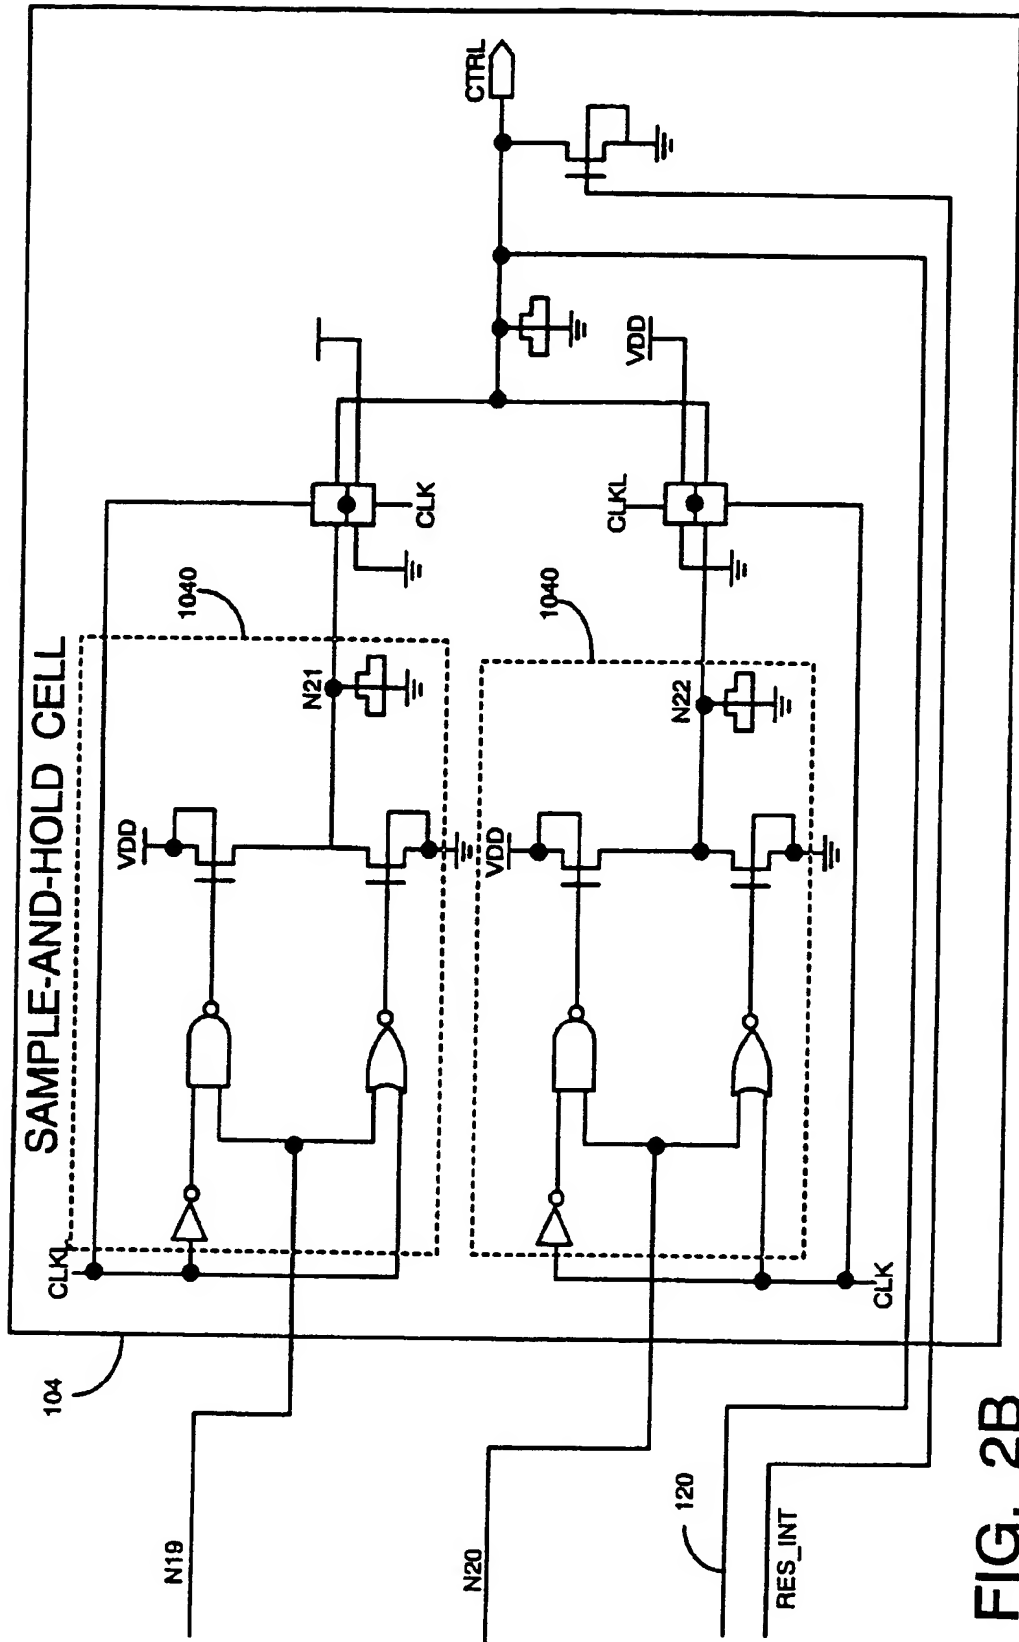 SAMPLE-AND-HOLD CELL
104
CLKL
1040
VDD
N21
CLK
CTRL
N19
1040
VDD
N22
CLKL
VDD
N20
CLK
120
RES_INT
FIG. 2B